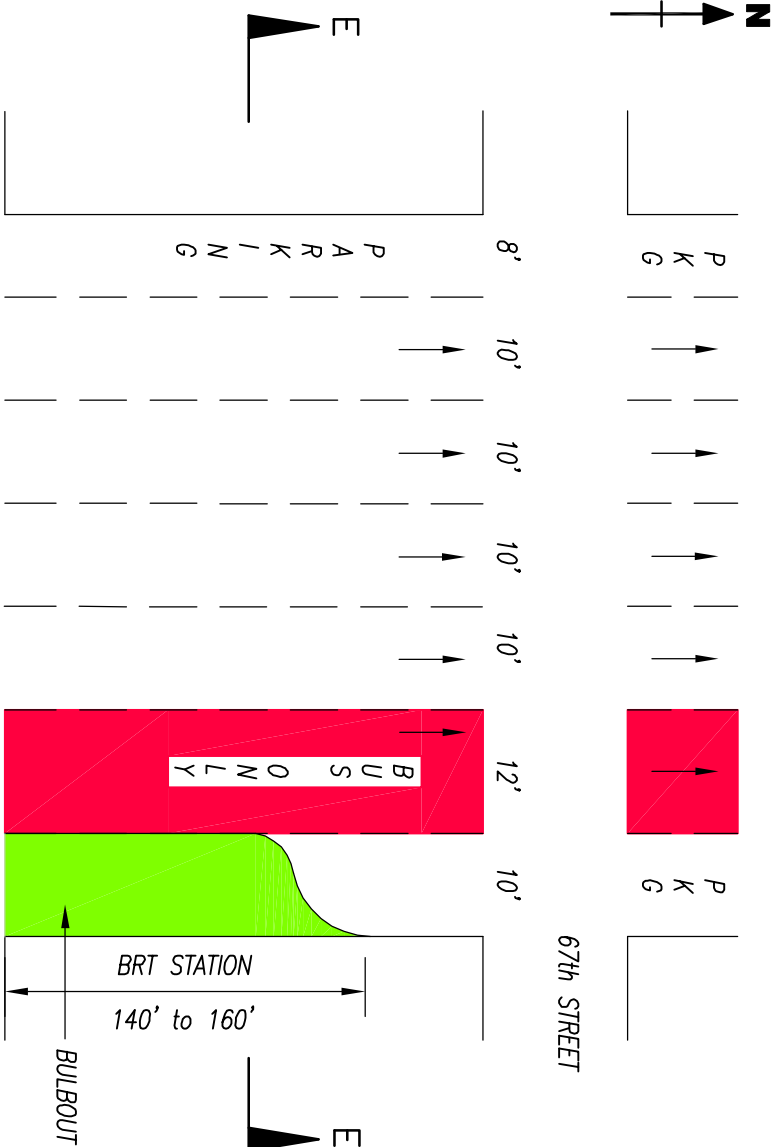 N
E
PARKING
8'
PKG
10'
10'
10'
10'
BUS ONLY
12'
10'
PKG
67th STREET
BRT STATION
140' to 160'
BULBOUT
E